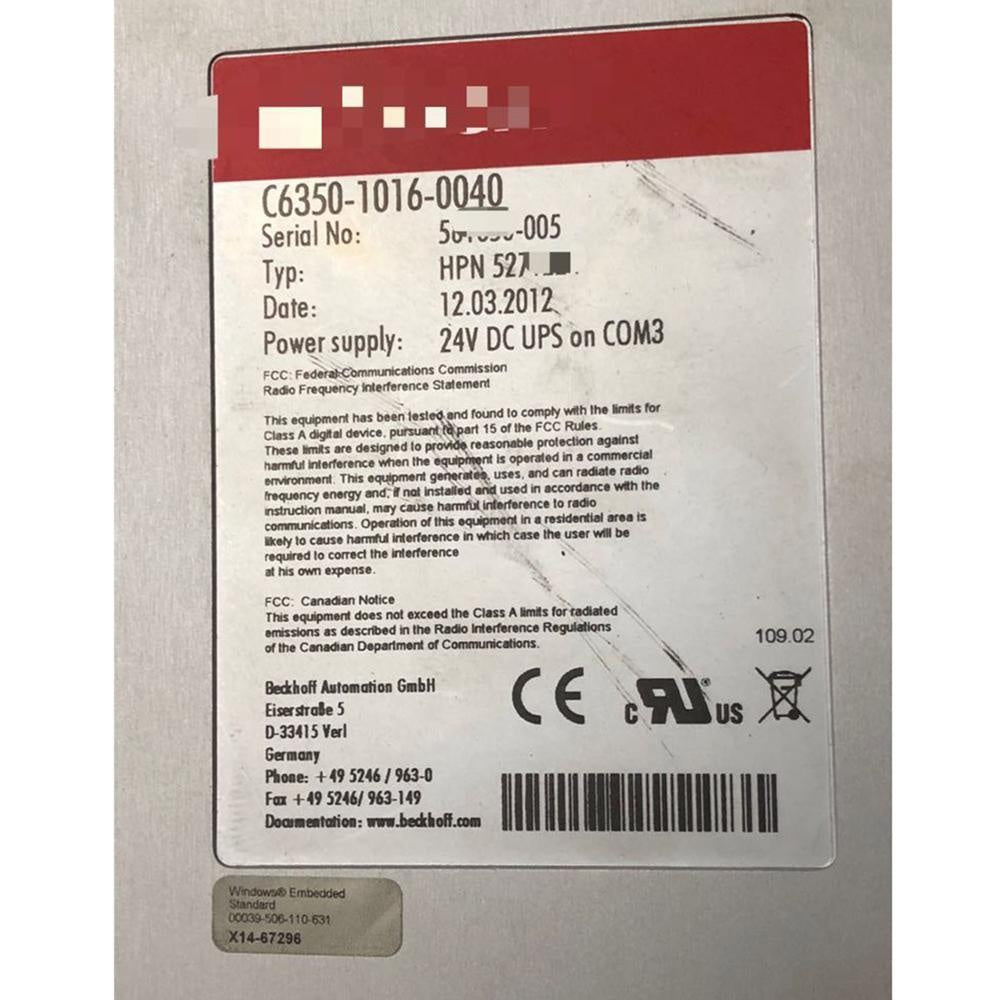 C6350-1016-0040
Serial No: -005
Typ: HPN
Date: 12.03.2012
Power supply: 24V DC UPS on COM3
FCC: Federal Communications Commission
Radio Frequency Interference Statement
This equipment has been tested and found to comply with the limits for
Class A digital device, pursuant to part 15 of the FCC Rules.
These limits are designed to provide reasonable protection against
harmful interference when the equipment is operated in a commercial
environment. This equipment generates, uses, and can radiate radio
frequency energy and, if not installed and used in accordance with the
instruction manual, may cause harmful interference to radio
communications. Operation of this equipment in a residential area is
likely to cause harmful interference in which case the user will be
required to correct the interference
at his own expense.
FCC: Canadian Notice
This equipment does not exceed the Class A limits for radiated
emissions as described in the Radio Interference Regulations
of the Canadian Department of Communications.
109.02
Beckhoff Automation GmbH
Eiserstraße 5
D-33415 Verl
Germany
Phone: +49 5246 / 963-0
Fax +49 5246/ 963-149
Documentation: www.beckhoff.com
CE
c RU ® US
Windows® Embedded
Standard
00039-506-110-631
X14-67296